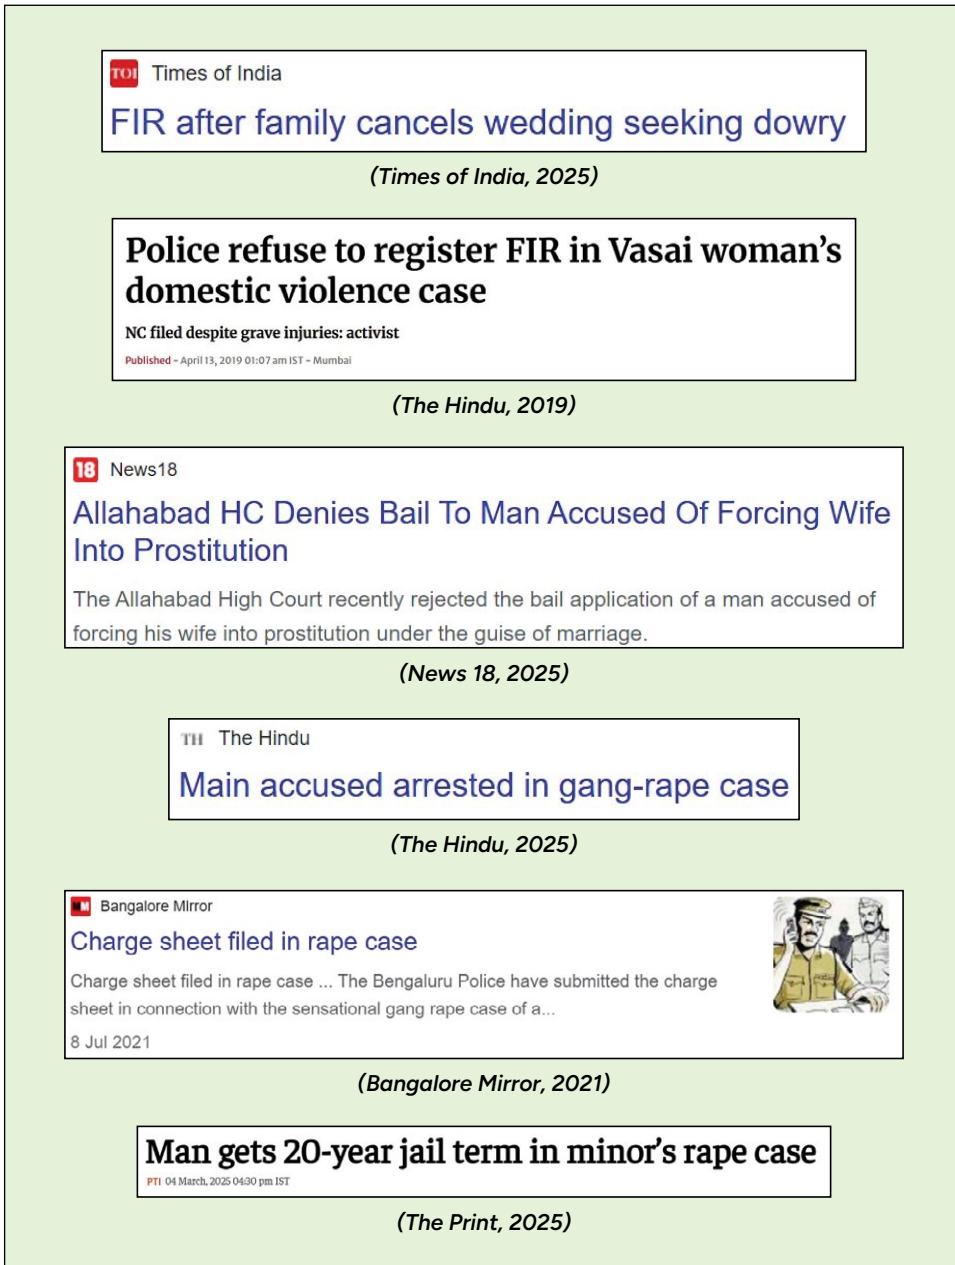 TOI Times of India
FIR after family cancels wedding seeking dowry
(Times of India, 2025)
Police refuse to register FIR in Vasai woman’s
domestic violence case
NC filed despite grave injuries: activist
Published - April 13, 2019 01:07 am IST - Mumbai
(The Hindu, 2019)
18 News18
Allahabad HC Denies Bail To Man Accused Of Forcing Wife
Into Prostitution
The Allahabad High Court recently rejected the bail application of a man accused of
forcing his wife into prostitution under the guise of marriage.
(News 18, 2025)
TH The Hindu
Main accused arrested in gang-rape case
(The Hindu, 2025)
MM Bangalore Mirror
Charge sheet filed in rape case
Charge sheet filed in rape case ... The Bengaluru Police have submitted the charge
sheet in connection with the sensational gang rape case of a...
8 Jul 2021
(Bangalore Mirror, 2021)
Man gets 20-year jail term in minor’s rape case
PTI 04 March, 2025 04:30 pm IST
(The Print, 2025)